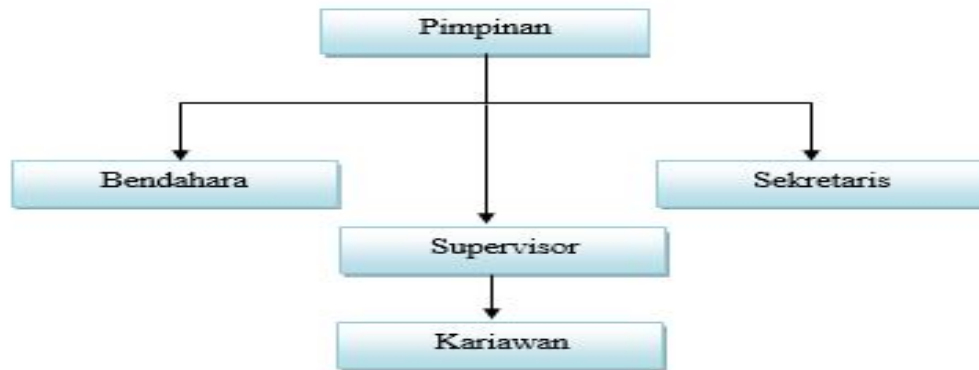 Pimpinan
Bendahara
Sekretaris
Supervisor
Kariawan